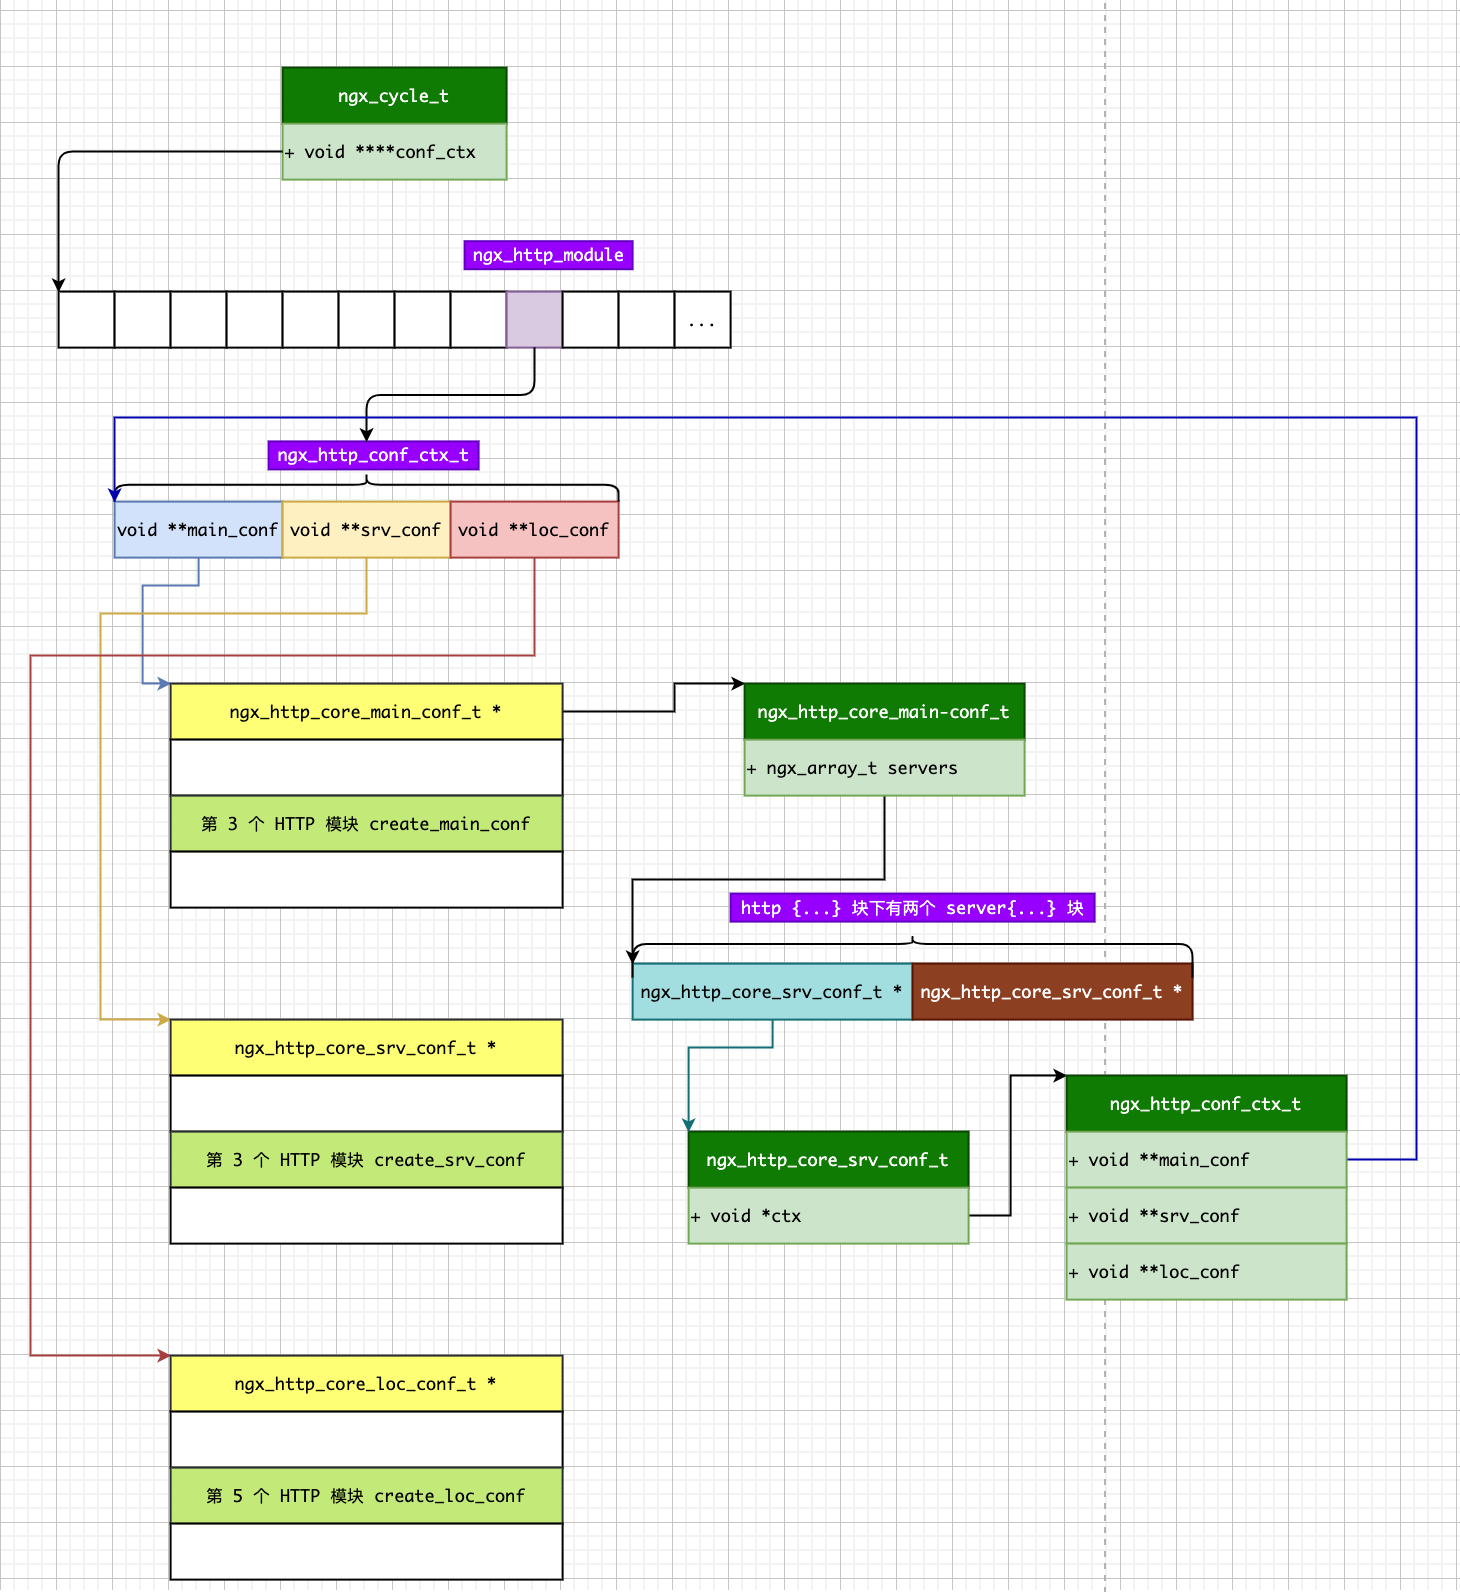 ngx_cycle_t
+ void ****conf_ctx
ngx_http_module
...
ngx_http_conf_ctx_t
void **main_conf
void **srv_conf
void **loc_conf
ngx_http_core_main_conf_t *
ngx_http_core_main-conf_t
+ ngx_array_t servers
第 3 个 HTTP 模块 create_main_conf
http {...} 块下有两个 server{...} 块
ngx_http_core_srv_conf_t *
ngx_http_core_srv_conf_t *
ngx_http_core_srv_conf_t *
第 3 个 HTTP 模块 create_srv_conf
ngx_http_core_srv_conf_t
+ void *ctx
ngx_http_conf_ctx_t
+ void **main_conf
+ void **srv_conf
+ void **loc_conf
ngx_http_core_loc_conf_t *
第 5 个 HTTP 模块 create_loc_conf